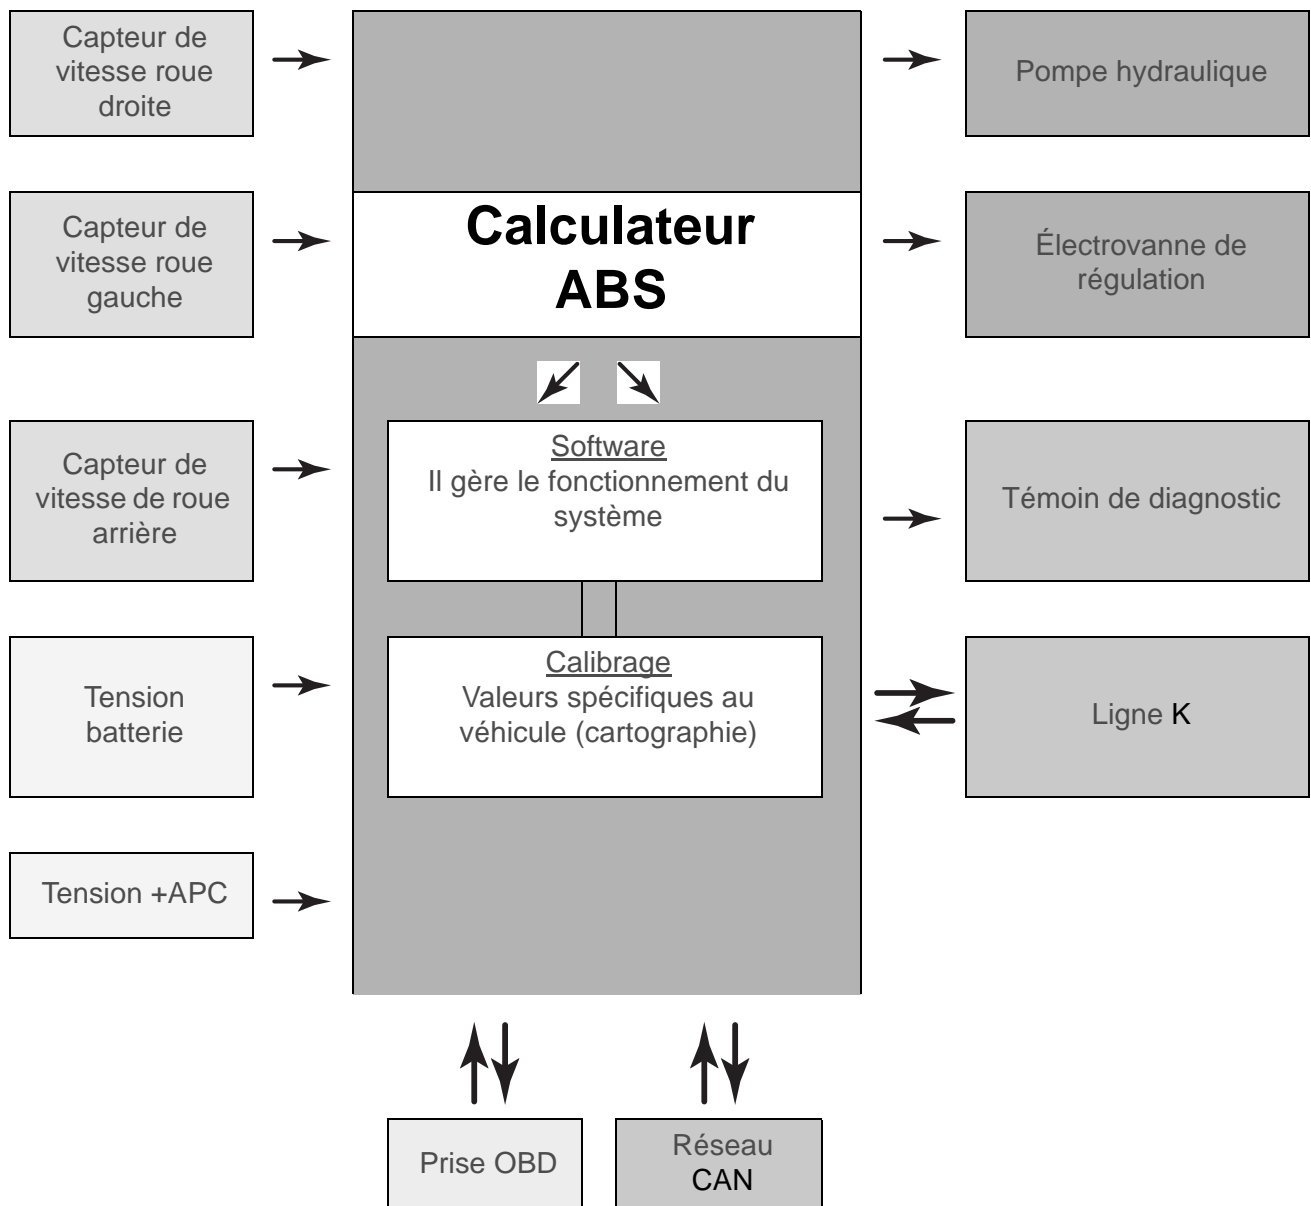 Capteur de
vitesse roue
droite
Pompe hydraulique
Capteur de
vitesse roue
gauche
Calculateur
ABS
Électrovanne de
régulation
Capteur de
vitesse de roue
arrière
Software
Il gère le fonctionnement du
système
Témoin de diagnostic
Tension
batterie
Calibrage
Valeurs spécifiques au
véhicule (cartographie)
Ligne K
Tension +APC
Prise OBD
Réseau
CAN